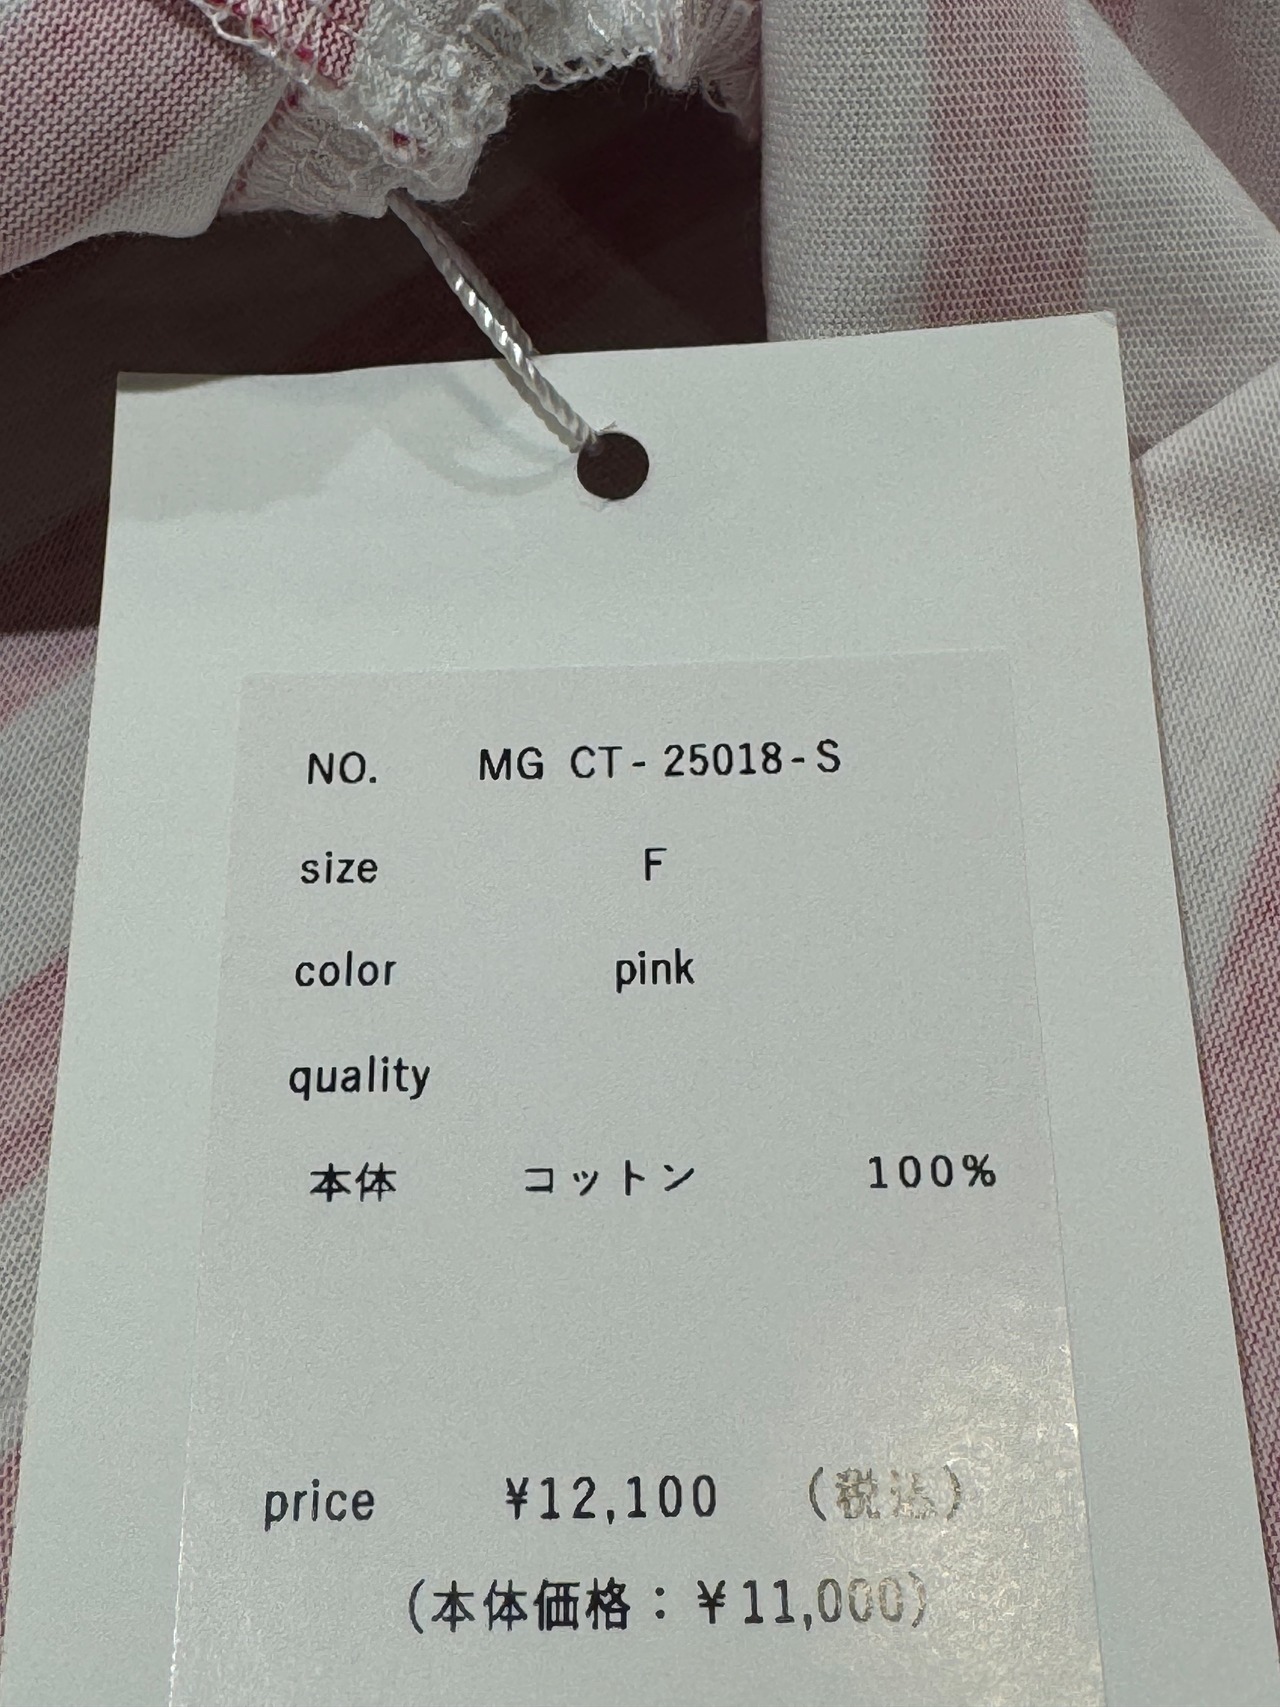 NO. MG CT-25018-S
size F
color pink
quality
本体 コットン 100%
price ¥12,100 (税込)
(本体価格:¥11,000)